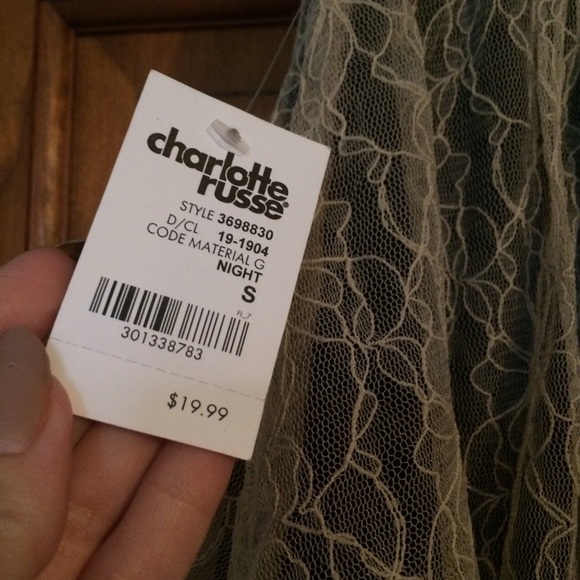 charlotte
russe
STYLE 3698830
D/CL 19-1904
CODE MATERIAL G
NIGHT
S
301338783
$19.99